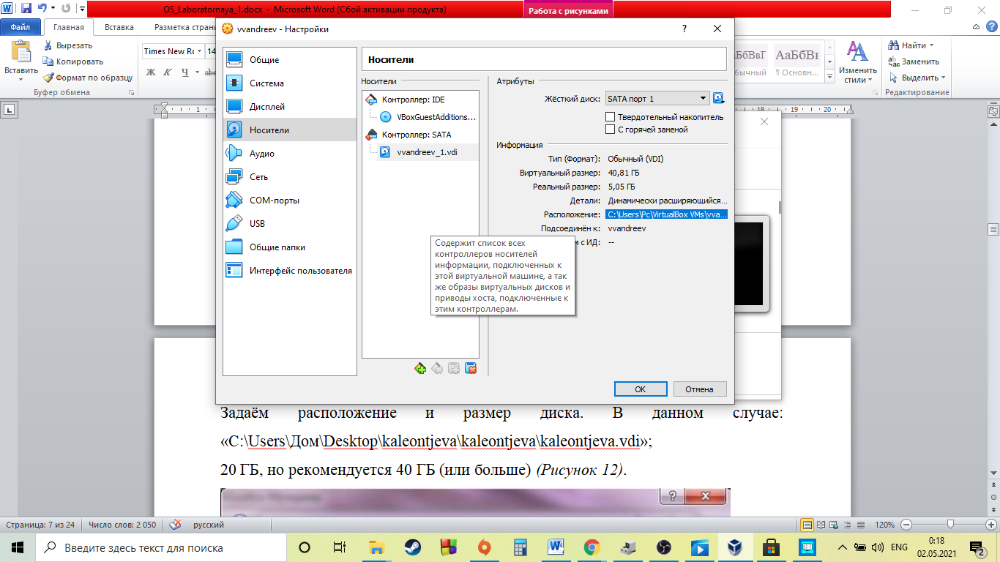 OS_Laboratornaya_1.docx - Microsoft Word (Сбой активации продукта)
Работа с рисунками
Файл
Главная
Вставка
Разметка стран
Вставить
Вырезать
Копировать
Формат по образцу
Буфер обмена
Times New Ro
14
Ж К Ч abc
АаБбВв
¶ Основн...
Изменить
стили
Найти
Заменить
Выделить
Редактирование
vvandreev - Настройки
?
Общие
Система
Дисплей
Носители
Аудио
Сеть
COM-порты
USB
Общие папки
Интерфейс пользователя
Носители
Носители
Контроллер: IDE
VBoxGuestAdditions...
Контроллер: SATA
vvandreev_1.vdi
Атрибуты
Жёсткий диск: SATA порт 1
Твердотельный накопитель
С горячей заменой
Информация
Тип (Формат): Обычный (VDI)
Виртуальный размер: 40,81 ГБ
Реальный размер: 5,05 ГБ
Детали: Динамически расширяющийся...
Расположение: C:\Users\Pc\VirtualBox VMs\vva...
Подсоединён к: vvandreev
с ИД: --
Содержит список всех
контроллеров носителей
информации, подключенных к
этой виртуальной машине, а так
же образы виртуальных дисков и
приводы хоста, подключенные к
этим контроллерам.
OK
Отмена
Задаём расположение и размер диска. В данном случае:
«C:\Users\Дом\Desktop\kaleontjeva\kaleontjeva\kaleontjeva.vdi»;
20 ГБ, но рекомендуется 40 ГБ (или больше) (Рисунок 12).
Страница: 7 из 24
Число слов: 2 050
русский
120%
Введите здесь текст для поиска
ENG
0:18
02.05.2021
2